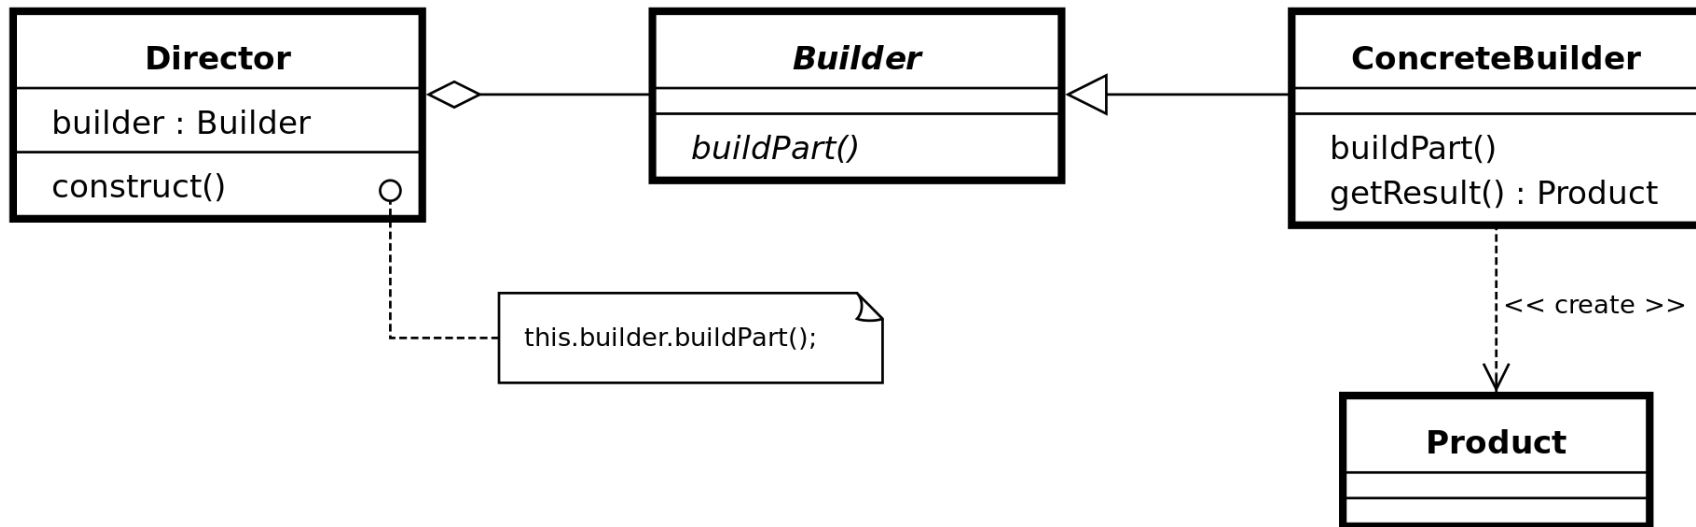 Director
builder : Builder
construct()
Builder
buildPart()
ConcreteBuilder
buildPart()
getResult() : Product
this.builder.buildPart();
<< create >>
Product